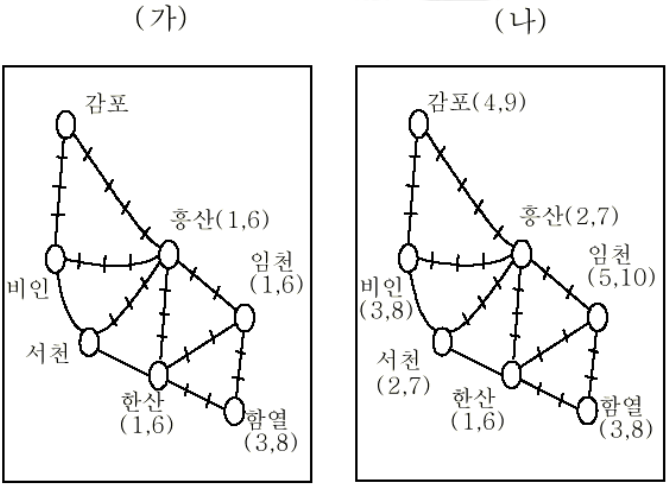 (가)
감포
홍산(1,6)
임천
(1,6)
비인
서천
한산
(1,6)
함열
(3,8)
(나)
감포(4,9)
홍산(2,7)
임천
(5,10)
비인
(3,8)
서천
(2,7)
한산
(1,6)
함열
(3,8)